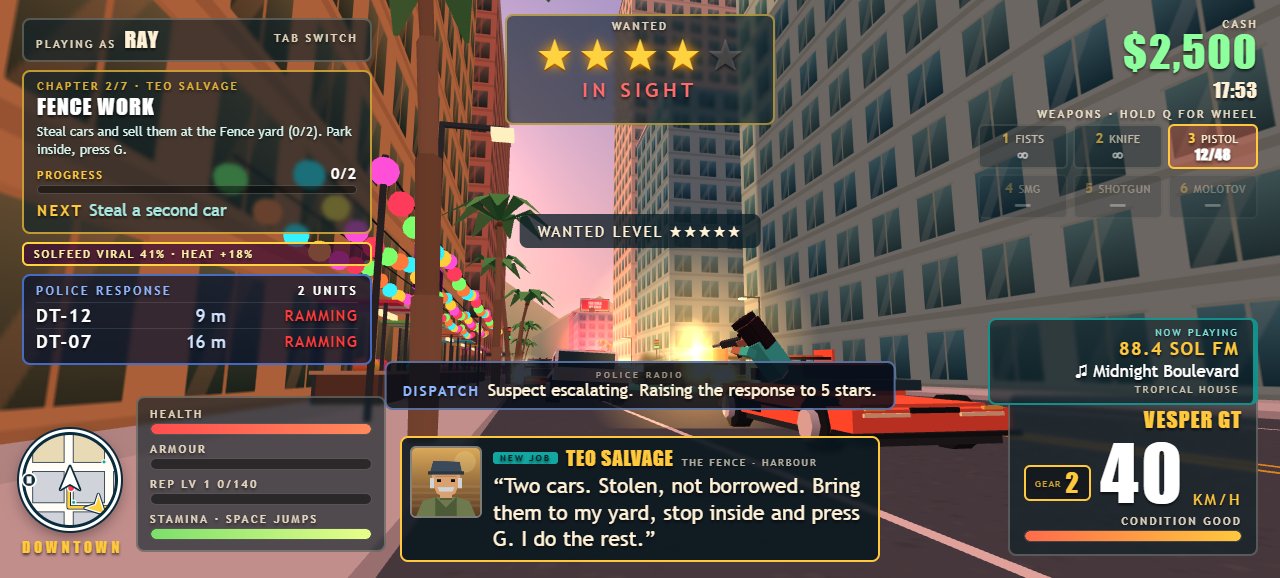 PLAYING AS RAY
TAB SWITCH
CHAPTER 2/7 · TEO SALVAGE
FENCE WORK
Steal cars and sell them at the Fence yard (0/2). Park
inside, press G.
PROGRESS 0/2
NEXT Steal a second car
SOLFEED VIRAL 41% · HEAT +18%
POLICE RESPONSE 2 UNITS
DT-12 9 m RAMMING
DT-07 16 m RAMMING
WANTED
IN SIGHT
WANTED LEVEL ★★★★★
CASH
$2,500
17:53
WEAPONS · HOLD Q FOR WHEEL
1 FISTS ∞
2 KNIFE ∞
3 PISTOL 12/48
4 SMG —
5 SHOTGUN —
6 MOLOTOV —
POLICE RADIO
DISPATCH Suspect escalating. Raising the response to 5 stars.
NOW PLAYING
88.4 SOL FM
♫ Midnight Boulevard
TROPICAL HOUSE
HEALTH
ARMOUR
REP LV 1 0/140
STAMINA · SPACE JUMPS
DOWNTOWN
NEW JOB TEO SALVAGE THE FENCE · HARBOUR
“Two cars. Stolen, not borrowed. Bring
them to my yard, stop inside and press
G. I do the rest.”
VESPER GT
GEAR 2
40 KM/H
CONDITION GOOD